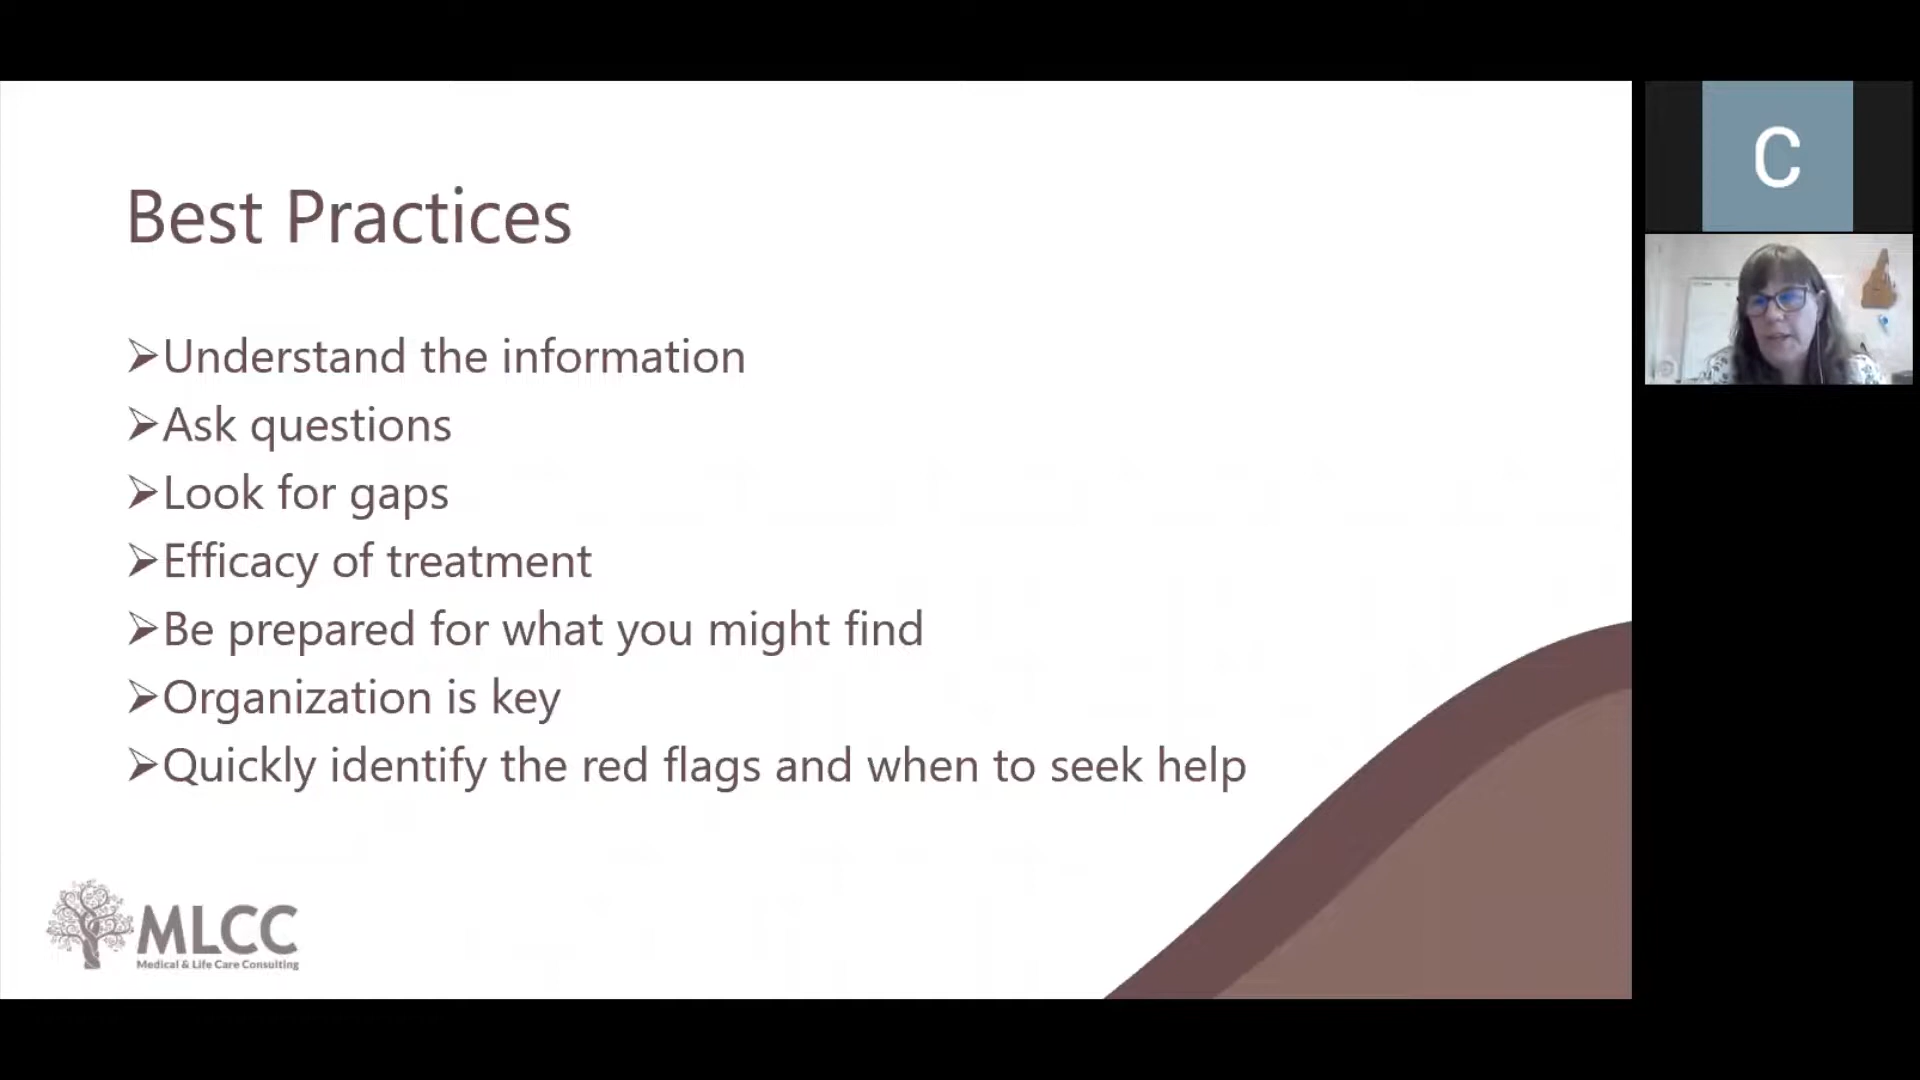 Best Practices
➢Understand the information
➢Ask questions
➢Look for gaps
➢Efficacy of treatment
➢Be prepared for what you might find
➢Organization is key
➢Quickly identify the red flags and when to seek help
MLCC
Medical & Life Care Consulting
C